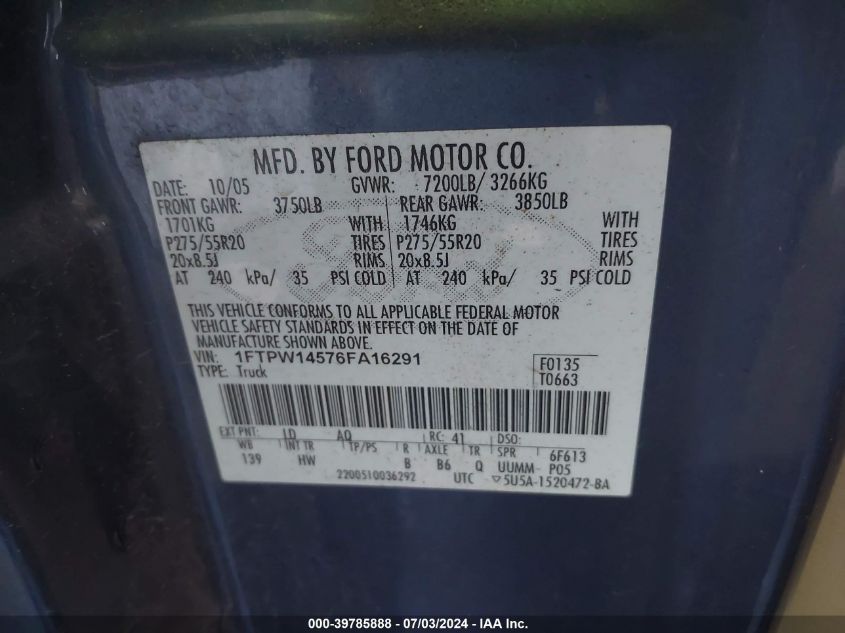 MFD. BY FORD MOTOR CO.
DATE: 10/05 GVWR: 7200LB/ 3266KG
FRONT GAWR: 3750LB REAR GAWR: 3850LB
1701KG WITH 1746KG WITH
P275/55R20 TIRES P275/55R20 TIRES
20x8.5J RIMS 20x8.5J RIMS
AT 240 kPa/ 35 PSI COLD AT 240 kPa/ 35 PSI COLD
THIS VEHICLE CONFORMS TO ALL APPLICABLE FEDERAL MOTOR
VEHICLE SAFETY STANDARDS IN EFFECT ON THE DATE OF
MANUFACTURE SHOWN ABOVE.
VIN: 1FTPW14576FA16291 F0135
TYPE: Truck T0663
EXT PNT: LD AQ RC: 41 DSO:
WB INT TR TP/PS R AXLE TR SPR 6F613
139 HW B B6 Q UUMM- P05
2200510036292 UTC ▽5U5A-1520472-BA
000-39785888 - 07/03/2024 - IAA Inc.